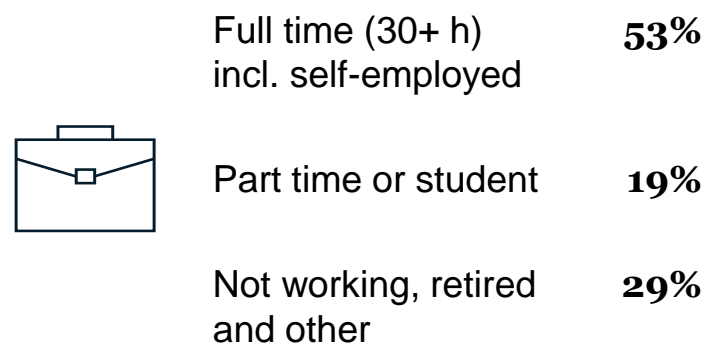 Full time (30+ h) 53%
incl. self-employed
Part time or student 19%
Not working, retired 29%
and other